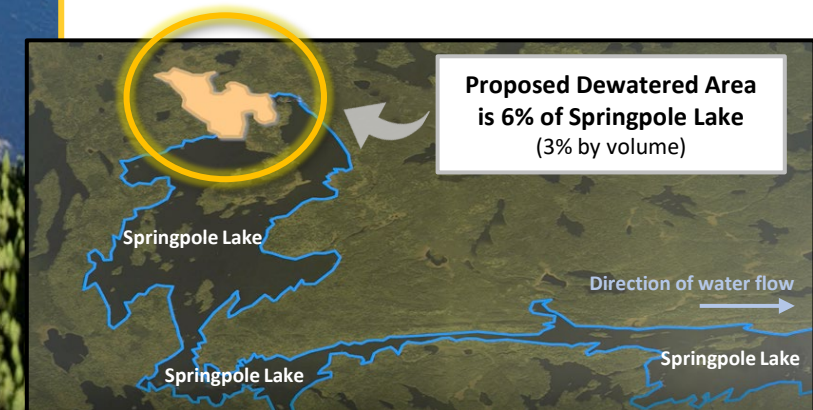 Proposed Dewatered Area
is 6% of Springpole Lake
(3% by volume)
Springpole Lake
Direction of water flow
Springpole Lake
Springpole Lake